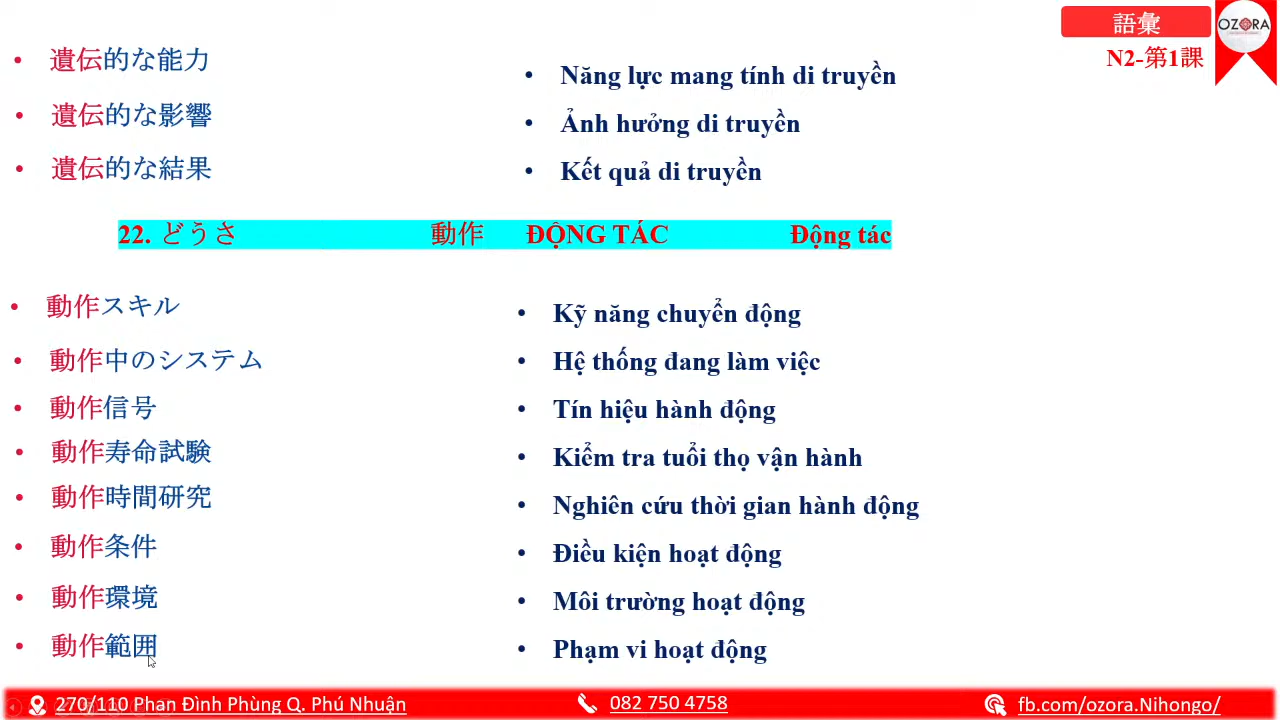 語彙
OZORA
N2-第1課
• 遺伝的な能力
• Năng lực mang tính di truyền
• 遺伝的な影響
• Ảnh hưởng di truyền
• 遺伝的な結果
• Kết quả di truyền
22. どうさ 動作 ĐỘNG TÁC Động tác
• 動作スキル
• Kỹ năng chuyển động
• 動作中のシステム
• Hệ thống đang làm việc
• 動作信号
• Tín hiệu hành động
• 動作寿命試験
• Kiểm tra tuổi thọ vận hành
• 動作時間研究
• Nghiên cứu thời gian hành động
• 動作条件
• Điều kiện hoạt động
• 動作環境
• Môi trường hoạt động
• 動作範囲
• Phạm vi hoạt động
270/110 Phan Đình Phùng Q. Phú Nhuận 082 750 4758 fb.com/ozora.Nihongo/